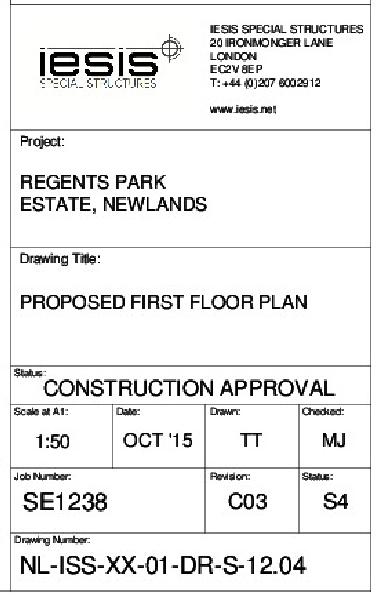 IESIS SPECIAL STRUCTURES
20 IRONMONGER LANE
LONDON
EC2V 8EP
T: +44 (0)207 6002912
www.iesis.net
iesis
SPECIAL STRUCTURES
Project:
REGENTS PARK
ESTATE, NEWLANDS
Drawing Title:
PROPOSED FIRST FLOOR PLAN
Status:
CONSTRUCTION APPROVAL
Scale at A1: Date: Drawn: Checked:
1:50 OCT '15 TT MJ
Job Number: Revision: Status:
SE1238 C03 S4
Drawing Number:
NL-ISS-XX-01-DR-S-12.04